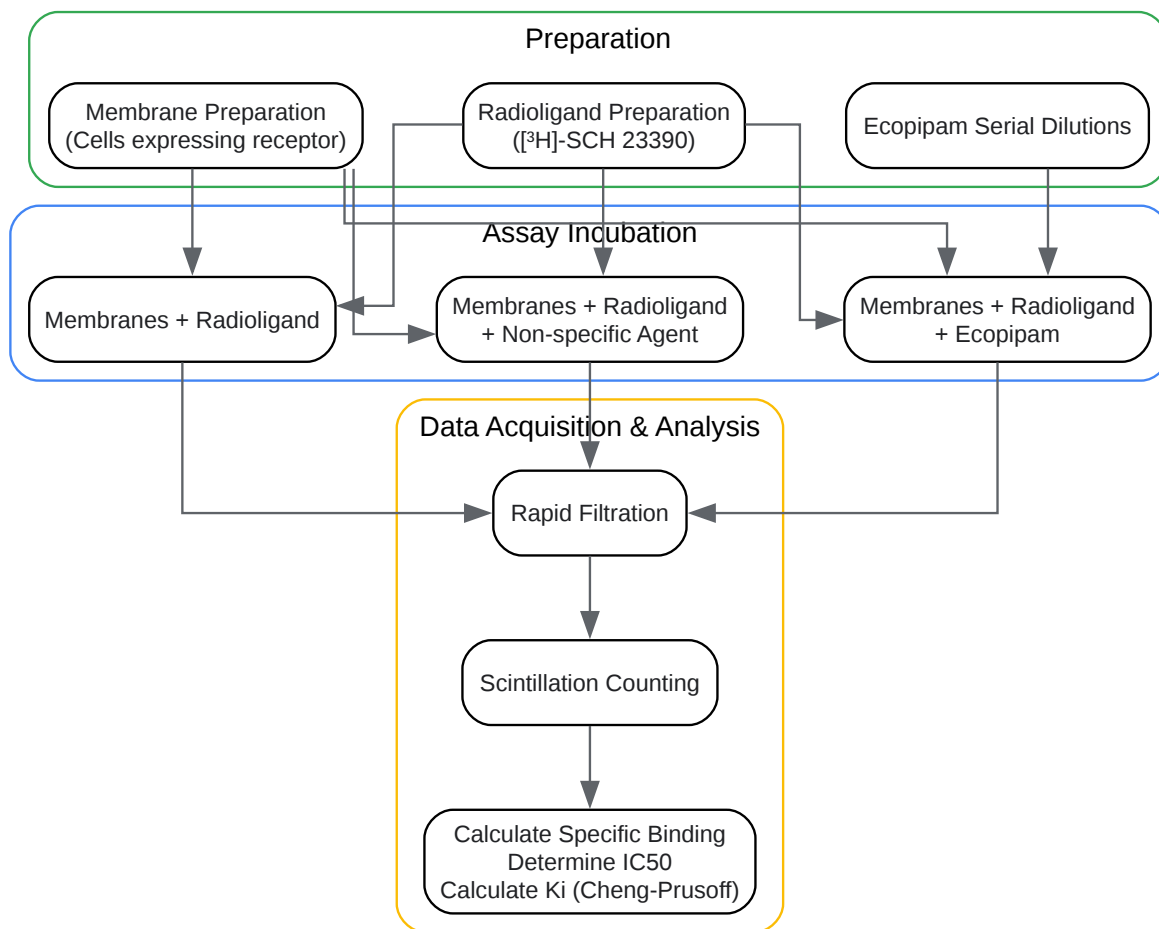 Preparation
Membrane Preparation
(Cells expressing receptor)
Radioligand Preparation
([³H]-SCH 23390)
Ecopipam Serial Dilutions
Assay Incubation
Membranes + Radioligand
Membranes + Radioligand
+ Non-specific Agent
Membranes + Radioligand
+ Ecopipam
Data Acquisition & Analysis
Rapid Filtration
Scintillation Counting
Calculate Specific Binding
Determine IC50
Calculate Ki (Cheng-Prusoff)